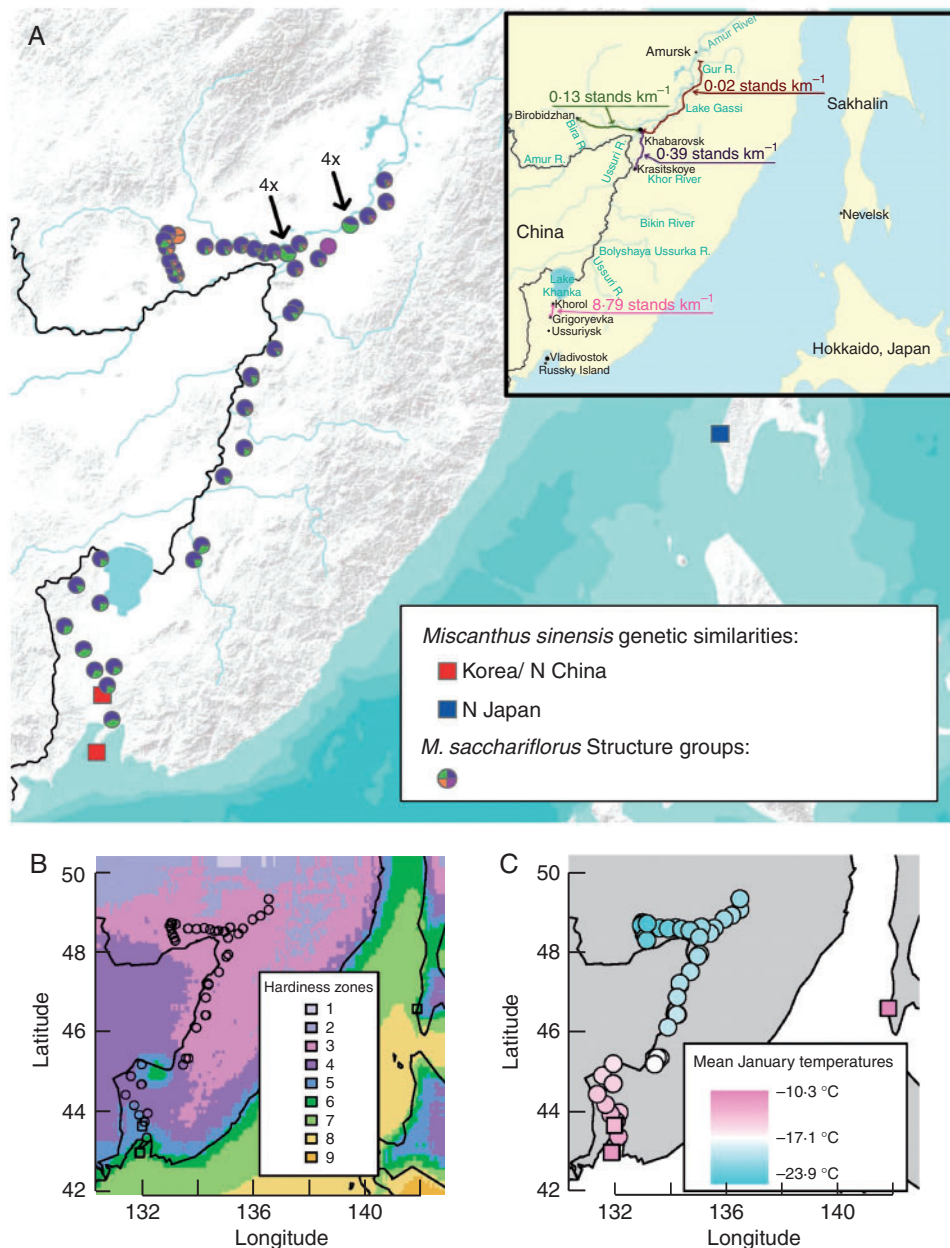 A
4x
4x
Amursk
Amur River
Gur R.
0·02 stands km⁻¹
0·13 stands km⁻¹
Lake Gassi
Sakhalin
Birobidzhan
Bira R.
Khabarovsk
Ussuri R.
0·39 stands km⁻¹
Amur R.
Krasitskoye
Khor River
Nevelsk
China
Bikin River
Bolyshaya Ussurka R.
Ussuri R.
Lake
Khanka
Khorol
8·79 stands km⁻¹
Grigoryevka
Ussuriysk
Vladivostok
Russky Island
Hokkaido, Japan
Miscanthus sinensis genetic similarities:
Korea/ N China
N Japan
M. sacchariflorus Structure groups:
B
50
48
46
44
42
Latitude
132
136
140
Longitude
Hardiness zones
1
2
3
4
5
6
7
8
9
C
50
48
46
44
42
Latitude
132
136
140
Longitude
Mean January temperatures
–10·3 °C
–17·1 °C
–23·9 °C